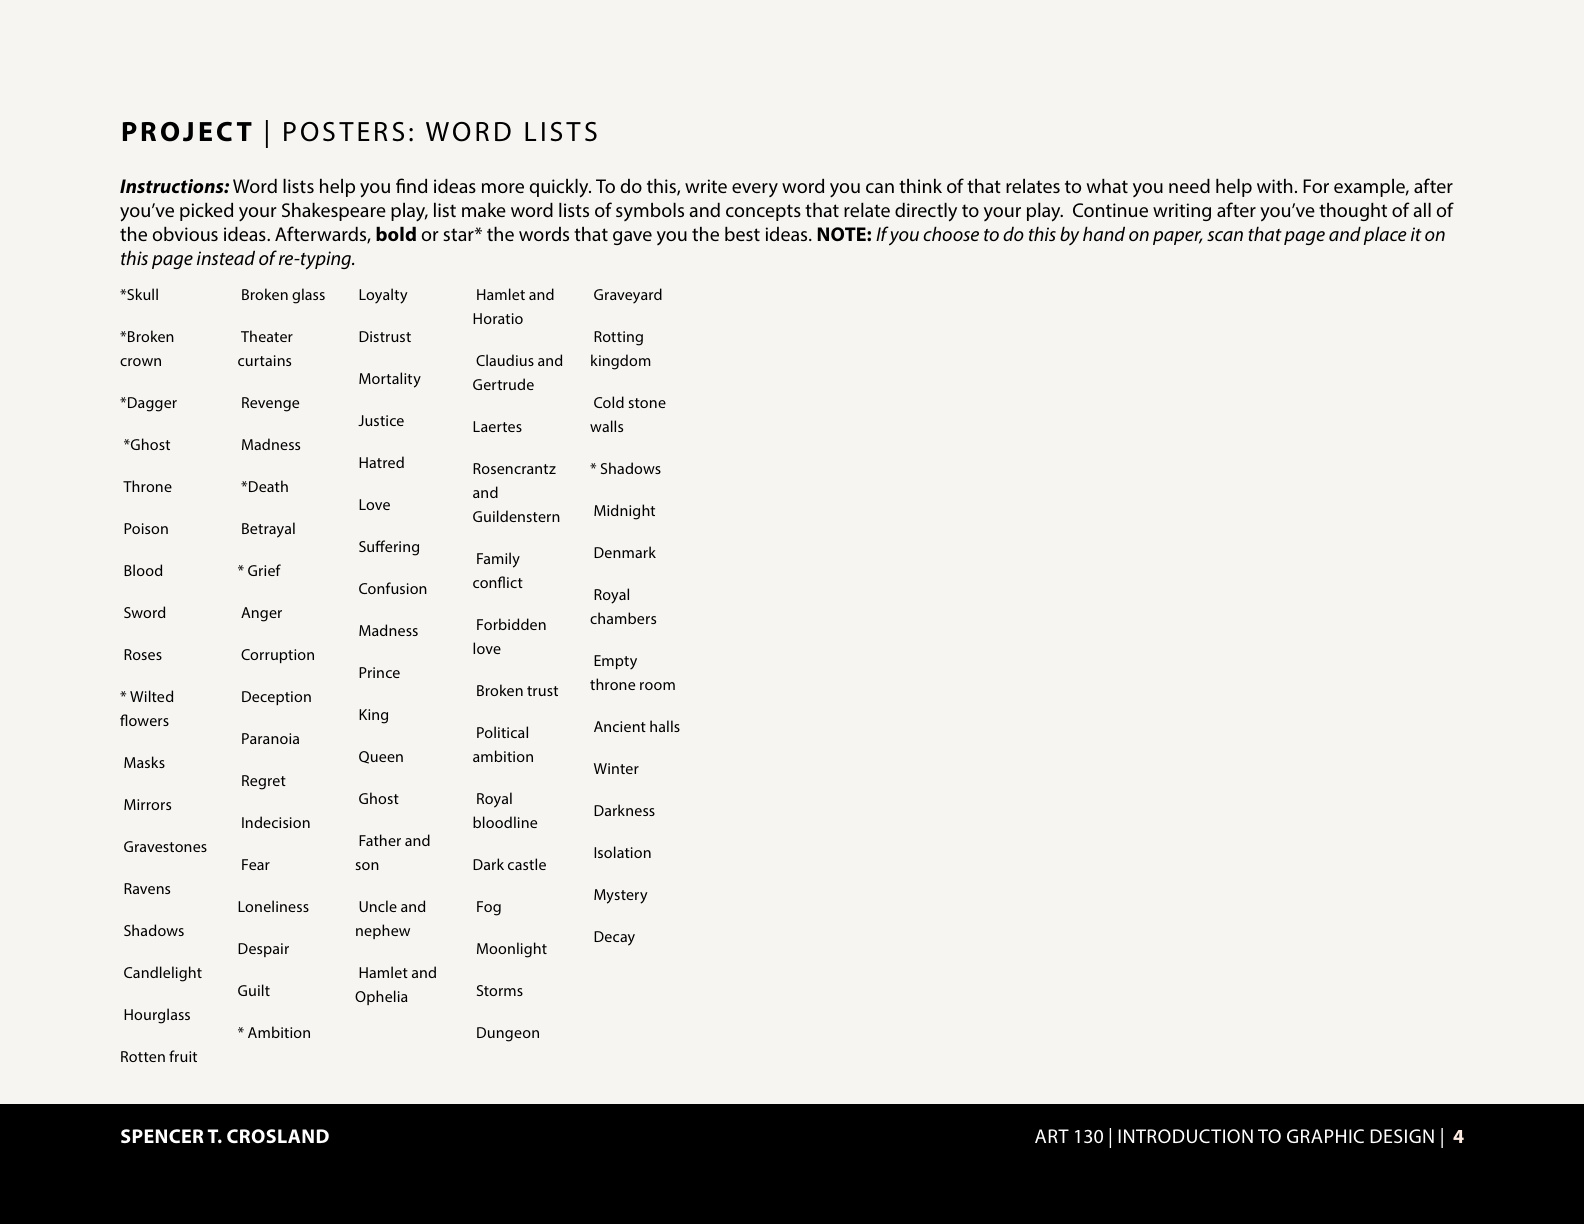 PROJECT | POSTERS: WORD LISTS
Instructions: Word lists help you find ideas more quickly. To do this, write every word you can think of that relates to what you need help with. For example, after
you’ve picked your Shakespeare play, list make word lists of symbols and concepts that relate directly to your play.  Continue writing after you’ve thought of all of
the obvious ideas. Afterwards, bold or star* the words that gave you the best ideas. NOTE: If you choose to do this by hand on paper, scan that page and place it on
this page instead of re-typing.
*Skull
*Broken
crown
*Dagger
*Ghost
Throne
Poison
Blood
Sword
Roses
* Wilted
flowers
Masks
Mirrors
Gravestones
Ravens
Shadows
Candlelight
Hourglass
Rotten fruit
Broken glass
Theater
curtains
Revenge
Madness
*Death
Betrayal
* Grief
Anger
Corruption
Deception
Paranoia
Regret
Indecision
Fear
Loneliness
Despair
Guilt
* Ambition
Loyalty
Distrust
Mortality
Justice
Hatred
Love
Suffering
Confusion
Madness
Prince
King
Queen
Ghost
Father and
son
Uncle and
nephew
Hamlet and
Ophelia
Hamlet and
Horatio
Claudius and
Gertrude
Laertes
Rosencrantz
and
Guildenstern
Family
conflict
Forbidden
love
Broken trust
Political
ambition
Royal
bloodline
Dark castle
Fog
Moonlight
Storms
Dungeon
Graveyard
Rotting
kingdom
Cold stone
walls
* Shadows
Midnight
Denmark
Royal
chambers
Empty
throne room
Ancient halls
Winter
Darkness
Isolation
Mystery
Decay
SPENCER T. CROSLAND
ART 130 | INTRODUCTION TO GRAPHIC DESIGN | 4